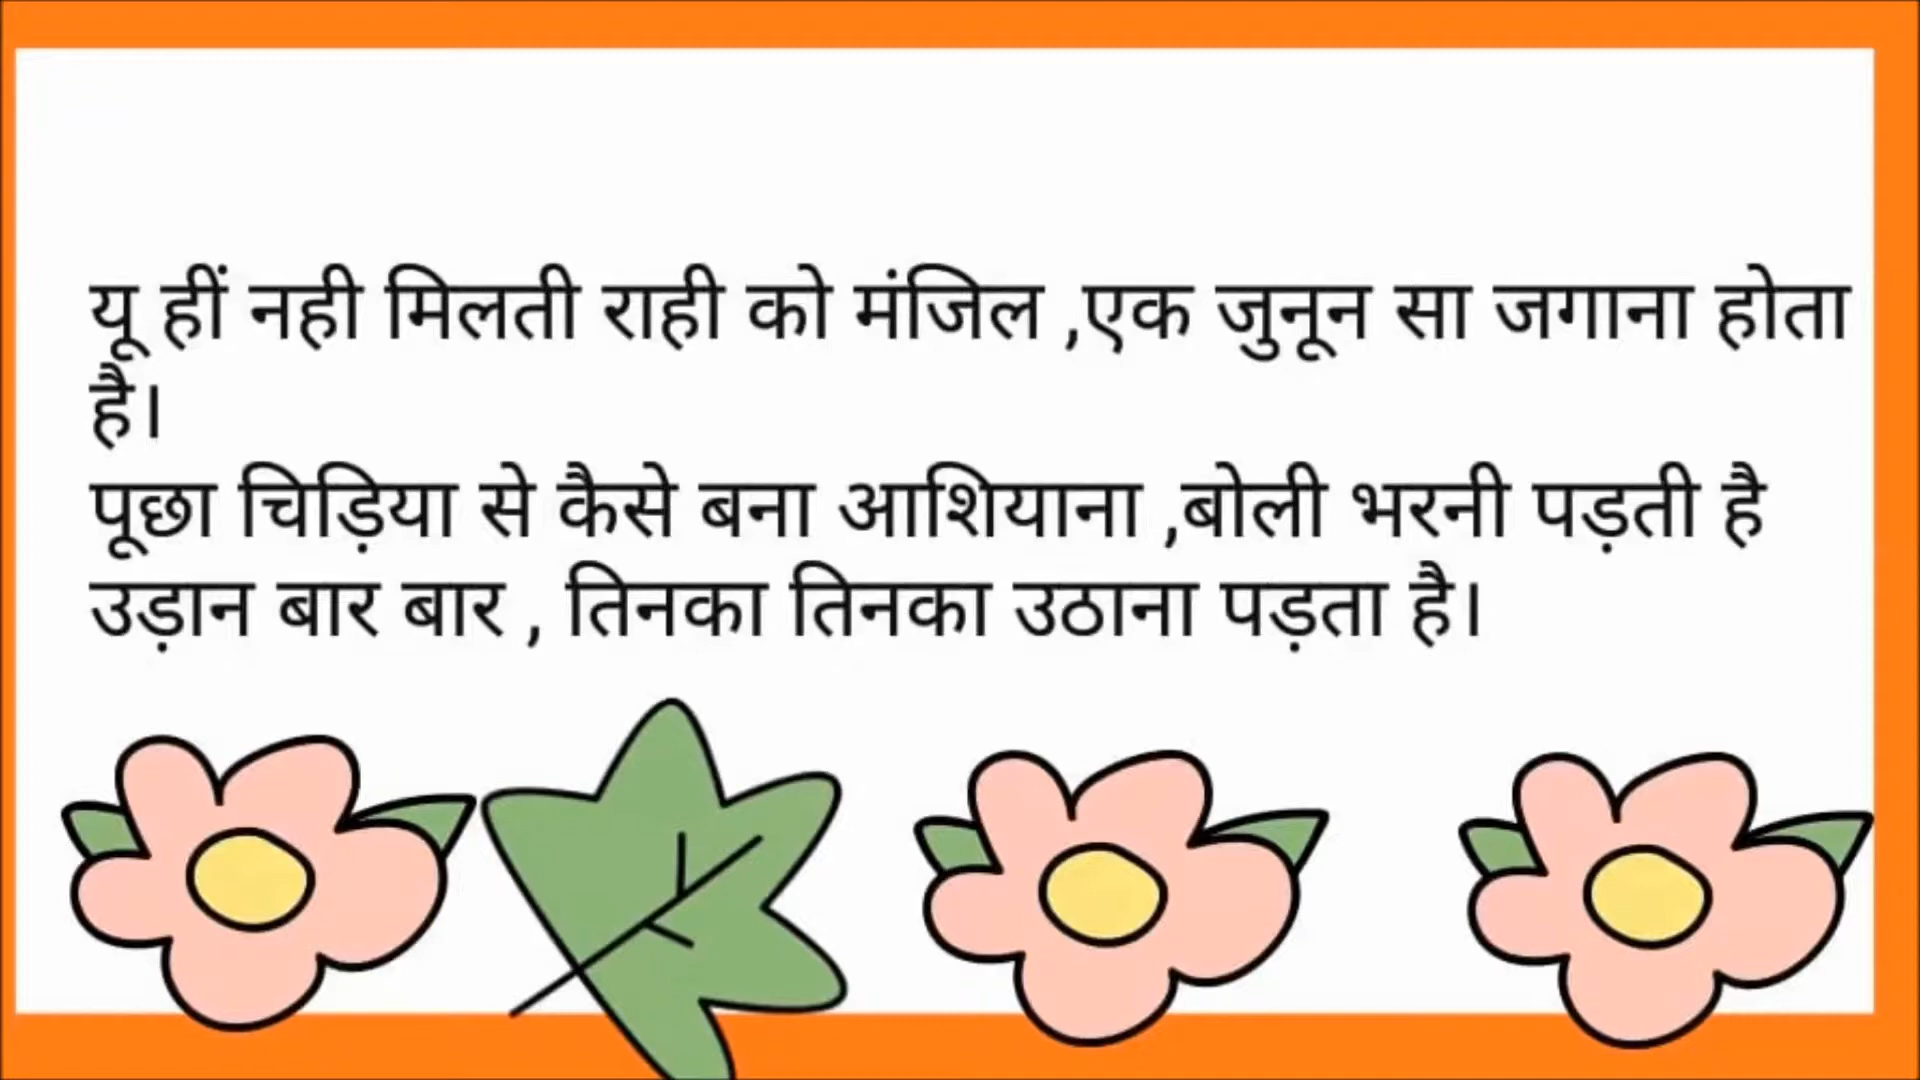 यू हीं नही मिलती राही को मंजिल ,एक जुनून सा जगाना होता
है।
पूछा चिड़िया से कैसे बना आशियाना ,बोली भरनी पड़ती है
उड़ान बार बार , तिनका तिनका उठाना पड़ता है।